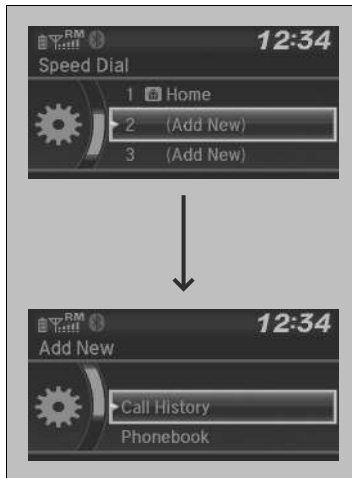 RM
12:34
Speed Dial
1 Home
2 (Add New)
3 (Add New)
RM
12:34
Add New
Call History
Phonebook